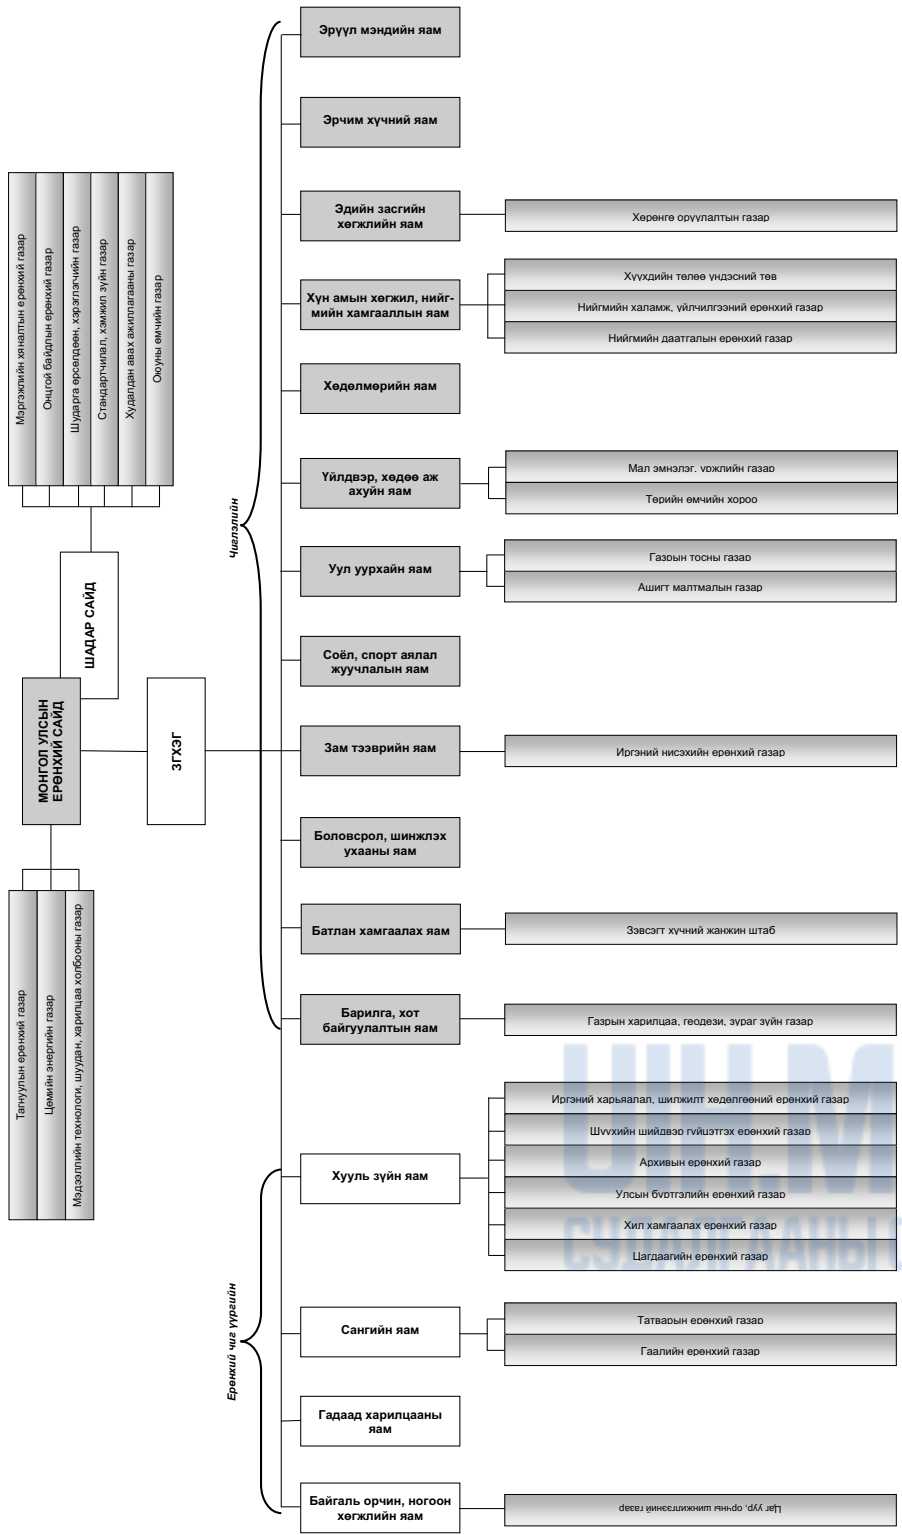 Эрүүл мэндийн яам
Эрчим хүчний яам
Эдийн засгийн
хөгжлийн яам
Хөрөнгө оруулалтын газар
Хүн амын хөгжил, нийг-
мийн хамгааллын яам
Хүүхдийн төлөө үндэсний төв
Нийгмийн халамж, үйлчилгээний ерөнхий газар
Нийгмийн даатгалын ерөнхий газар
Хөдөлмөрийн яам
Үйлдвэр, хөдөө аж
ахуйн яам
Мал эмнэлэг, үржлийн газар
Төрийн өмчийн хороо
Уул уурхайн яам
Газрын тосны газар
Ашигт малтмалын газар
Соёл, спорт аялал
жуучлалын яам
Зам тээврийн яам
Иргэний нисэхийн ерөнхий газар
Боловсрол, шинжлэх
ухааны яам
Батлан хамгаалах яам
Зэвсэгт хүчний жанжин штаб
Барилга, хот
байгуулалтын яам
Газрын харилцаа, геодези, зураг зүйн газар
Хууль зүйн яам
Иргэний харьяалал, шилжилт хөдөлгөөний ерөнхий газар
Шүүхийн шийдвэр гүйцэтгэх ерөнхий газар
Архивын ерөнхий газар
Улсын бүртгэлийн ерөнхий газар
Хил хамгаалах ерөнхий газар
Цагдаагийн ерөнхий газар
Сангийн яам
Татварын ерөнхий газар
Гаалийн ерөнхий газар
Гадаад харилцааны
яам
Байгаль орчин, ногоон
хөгжлийн яам
Цаг уур, орчны шинжилгээний газар
Чиглэлийн
Ерөнхий чиг үүргийн
Мэргэжлийн хяналтын ерөнхий газар
Онцгой байдлын ерөнхий газар
Шударга өрсөлдөөн, хэрэглэгчийн газар
Стандартчилал, хэмжил зүйн газар
Худалдан авах ажиллагааны газар
Оюуны өмчийн газар
ШАДАР САЙД
МОНГОЛ УЛСЫН
ЕРӨНХИЙ САЙД
ЗГХЭГ
Тагнуулын ерөнхий газар
Цөмийн энергийн газар
Мэдээллийн технологи, шуудан, харилцаа холбооны газар
UIH.M
СУДАЛГААНЫ